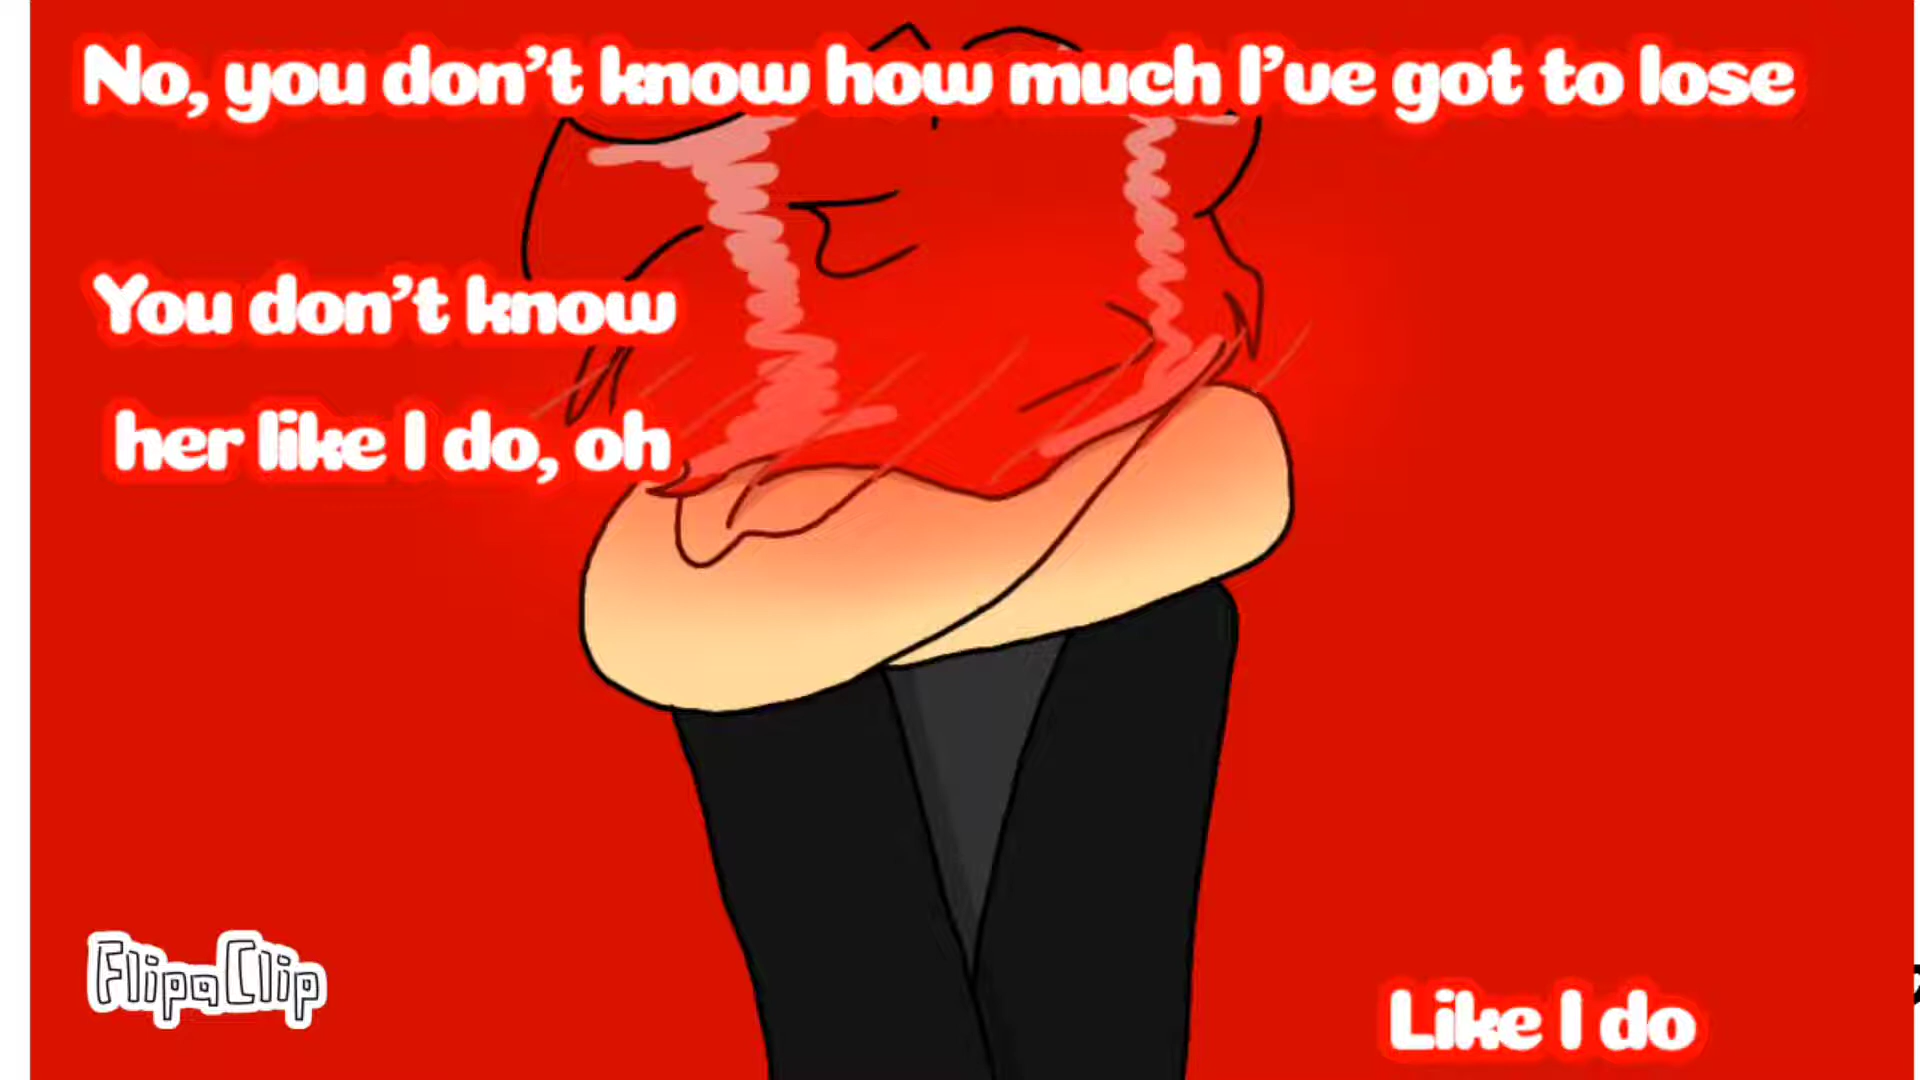 No, you don't know how much I've got to lose
You don't know
her like I do, oh
FlipaClip
Like I do